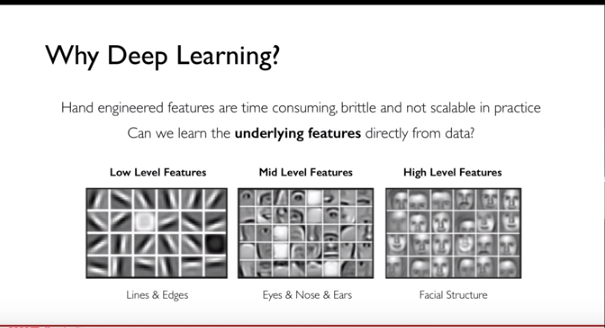 Why Deep Learning?
Hand engineered features are time consuming, brittle and not scalable in practice
Can we learn the underlying features directly from data?
Low Level Features
Mid Level Features
High Level Features
Lines & Edges
Eyes & Nose & Ears
Facial Structure